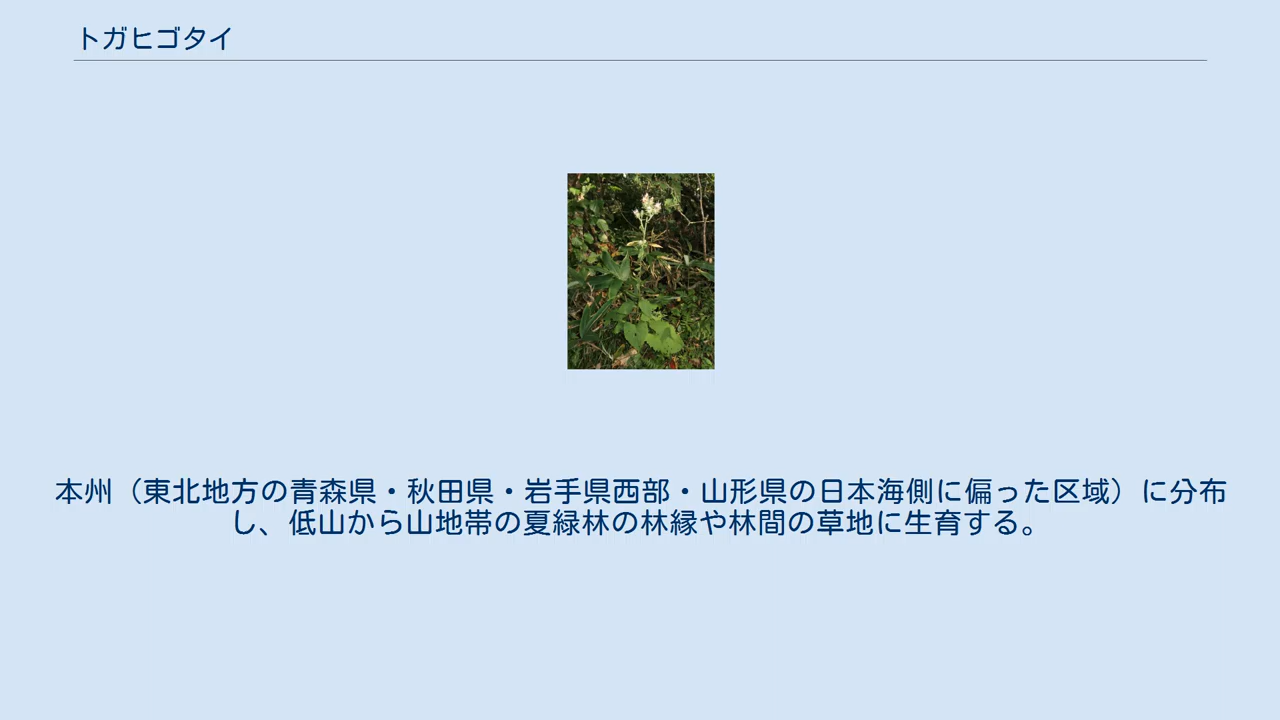 トガヒゴタイ
本州（東北地方の青森県・秋田県・岩手県西部・山形県の日本海側に偏った区域）に分布
し、低山から山地帯の夏緑林の林縁や林間の草地に生育する。